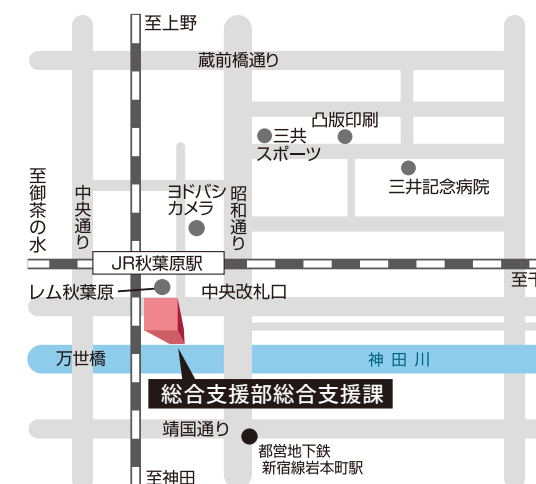 至上野
蔵前橋通り
凸版印刷
三共
スポーツ
三井記念病院
至御茶の水
中央通り
ヨドバシ
カメラ
昭和通り
JR秋葉原駅
至千
レム秋葉原
中央改札口
万世橋
神田川
総合支援部総合支援課
靖国通り
都営地下鉄
新宿線岩本町駅
至神田